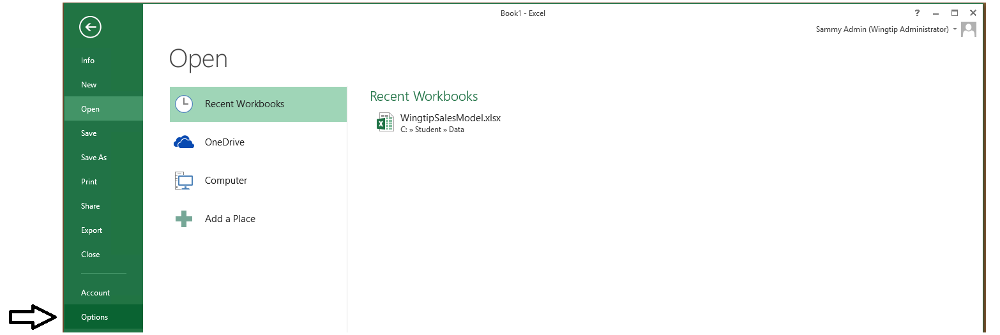 Book1 - Excel
?
Sammy Admin (Wingtip Administrator)
Info
New
Open
Save
Save As
Print
Share
Export
Close
Account
Options
Open
Recent Workbooks
OneDrive
Computer
Add a Place
Recent Workbooks
WingtipSalesModel.xlsx
C: » Student » Data